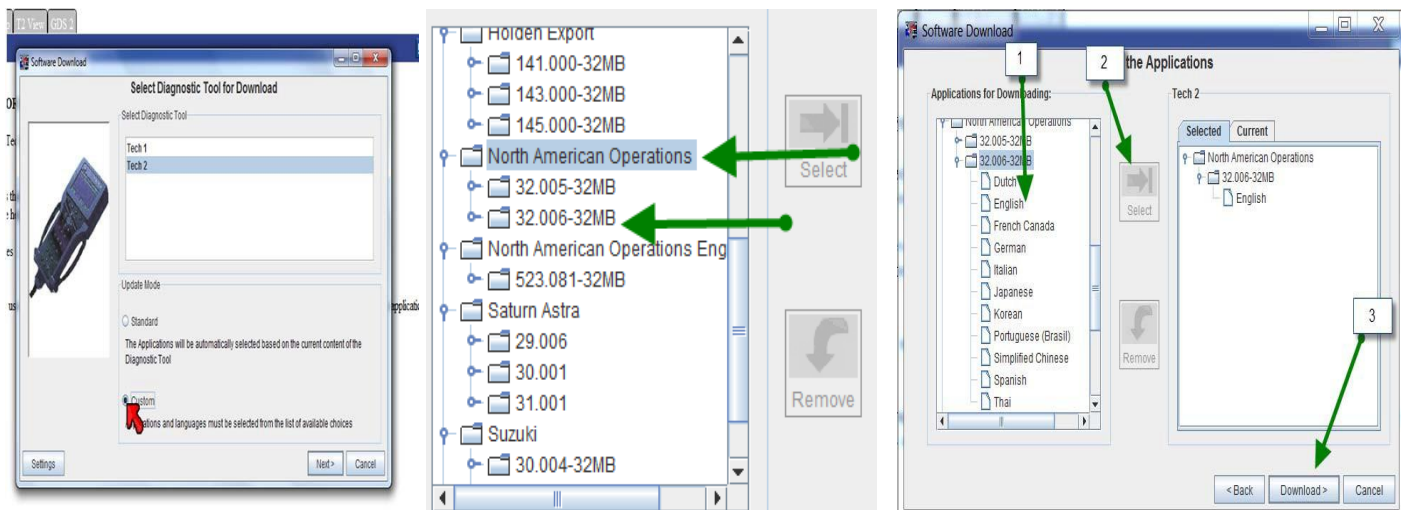 T2 View GDS 2
Software Download
Select Diagnostic Tool for Download
Select Diagnostic Tool
Tech 1
Tech 2
Update Mode
Standard
The Applications will be automatically selected based on the current content of the
Diagnostic Tool
Custom
and languages must be selected from the list of available choices
Settings
Next >
Cancel
Holden Export
141.000-32MB
143.000-32MB
145.000-32MB
North American Operations
32.005-32MB
32.006-32MB
North American Operations Eng
523.081-32MB
Saturn Astra
29.006
30.001
31.001
Suzuki
30.004-32MB
Select
Remove
Software Download
1
2
the Applications
Applications for Downloading:
North American Operations
32.005-32MB
32.006-32MB
Dutch
English
French Canada
German
Italian
Japanese
Korean
Portuguese (Brasil)
Simplified Chinese
Spanish
Thai
Select
Remove
Tech 2
Selected Current
North American Operations
32.006-32MB
English
3
< Back
Download >
Cancel